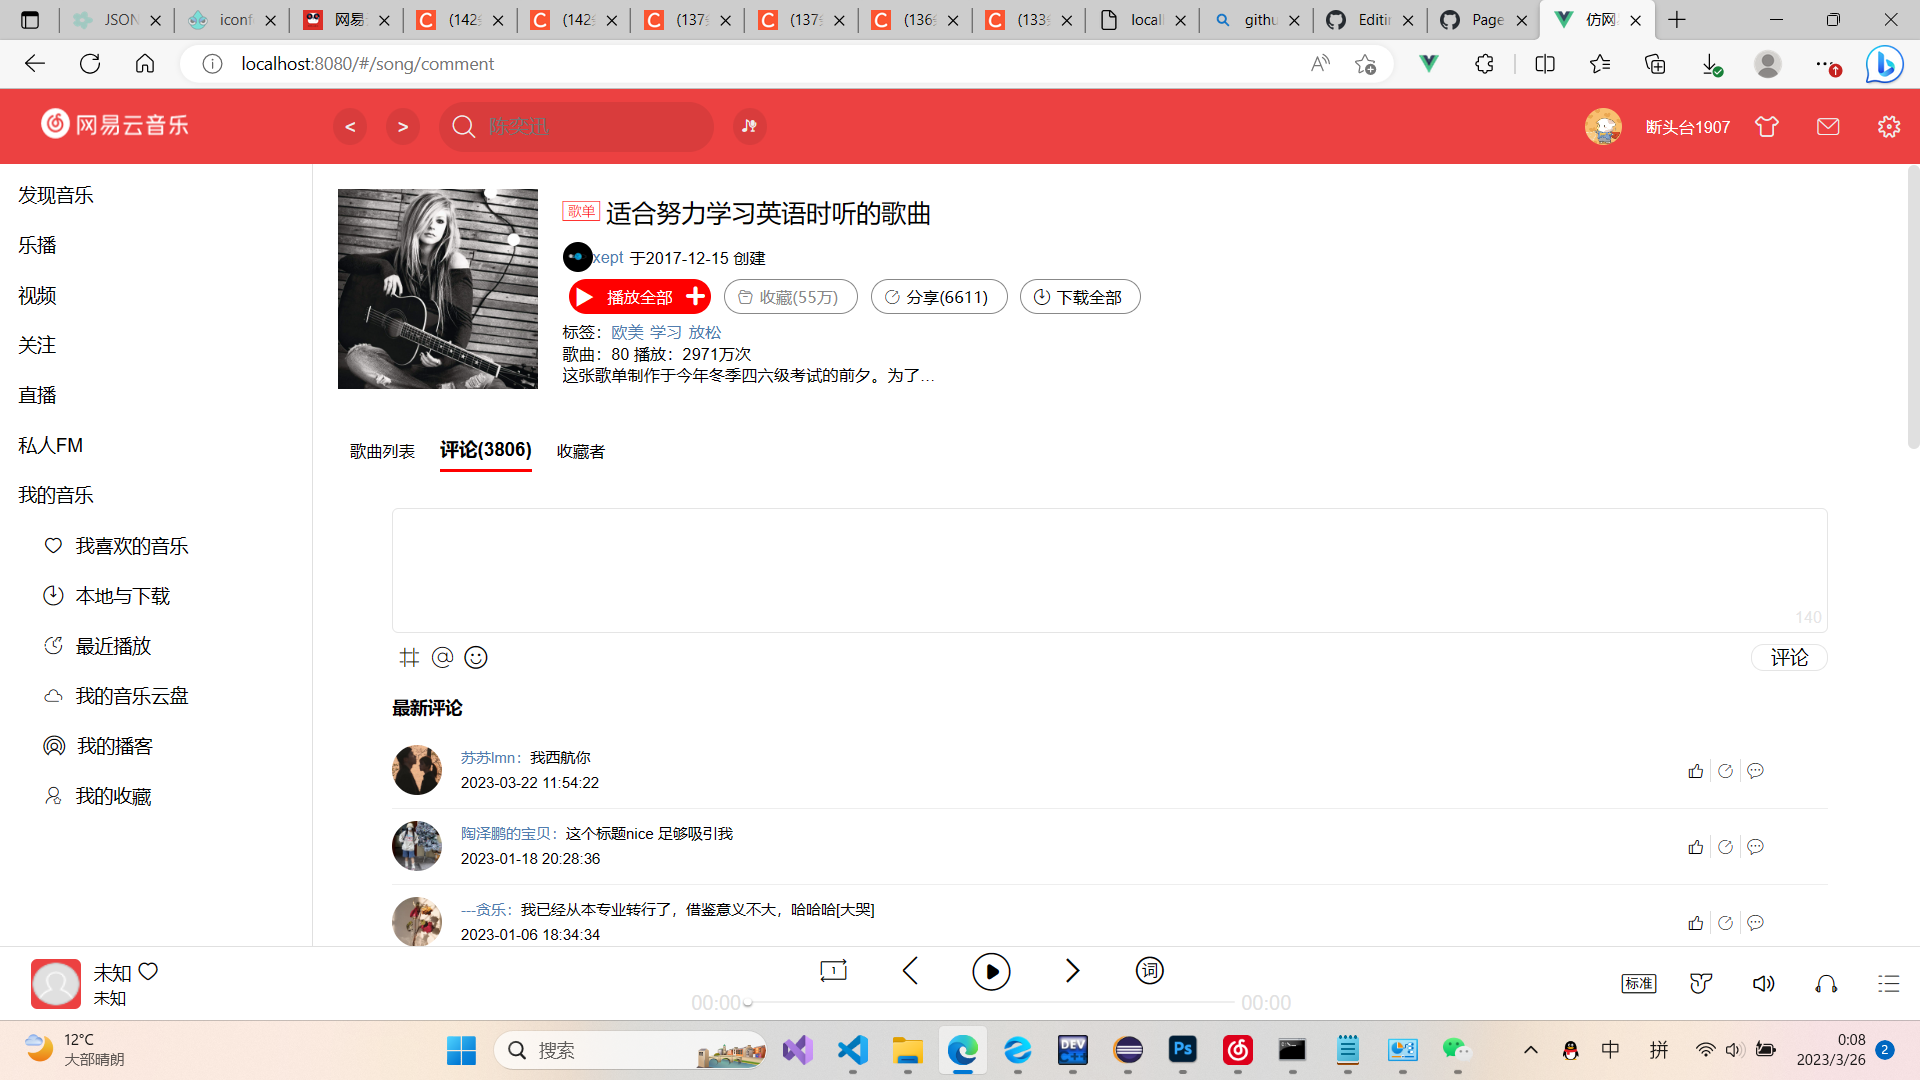 JSON
iconf
网易
(142
(142
(137
(137
(136
(133
locall
githu
Editin
Page
仿网
localhost:8080/#/song/comment
网易云音乐
<
>
陈奕迅
断头台1907
发现音乐
乐播
视频
关注
直播
私人FM
我的音乐
我喜欢的音乐
本地与下载
最近播放
我的音乐云盘
我的播客
我的收藏
歌单 适合努力学习英语时听的歌曲
xept 于2017-12-15 创建
播放全部 收藏(55万) 分享(6611) 下载全部
标签：欧美 学习 放松
歌曲：80 播放：2971万次
这张歌单制作于今年冬季四六级考试的前夕。为了...
歌曲列表 评论(3806) 收藏者
140
评论
最新评论
苏苏lmn：我西航你
2023-03-22 11:54:22
陶泽鹏的宝贝：这个标题nice 足够吸引我
2023-01-18 20:28:36
---贪乐：我已经从本专业转行了，借鉴意义不大，哈哈哈[大哭]
2023-01-06 18:34:34
未知
未知
1
词
00:00
00:00
标准
12°C
大部晴朗
搜索
DEV
Ps
中
拼
0:08
2023/3/26
2